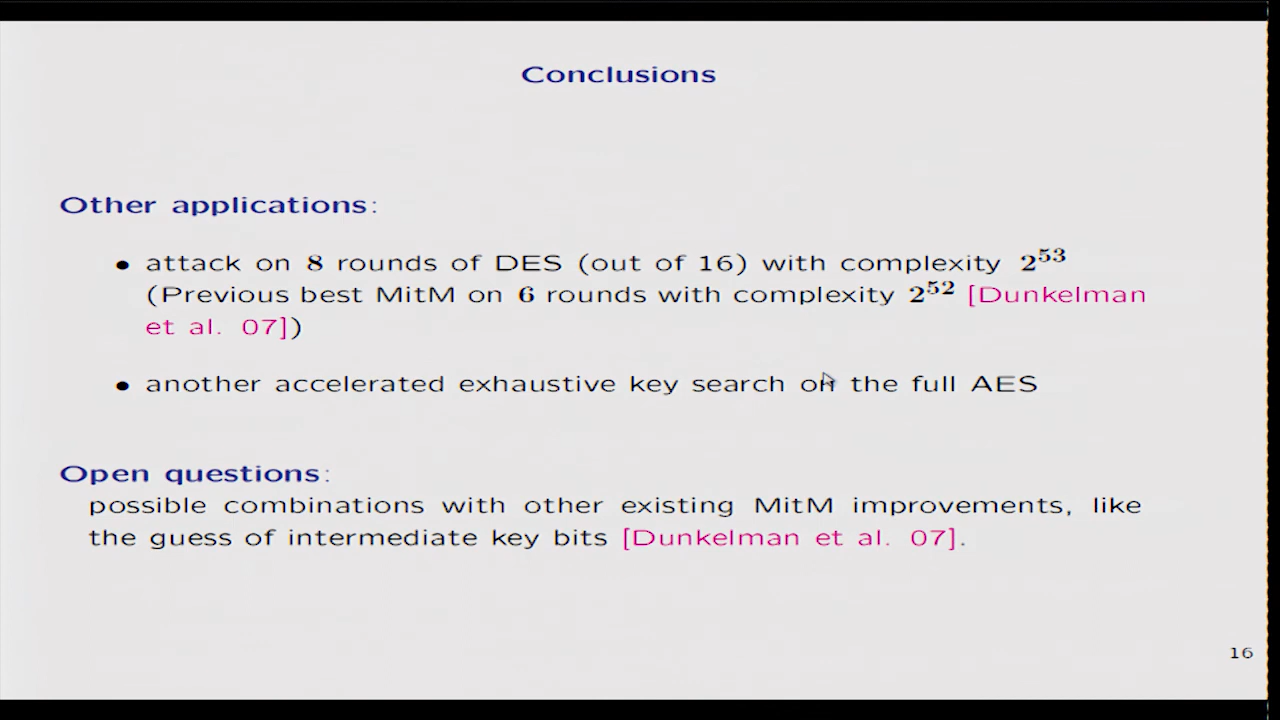 Conclusions
Other applications:
• attack on 8 rounds of DES (out of 16) with complexity 2^53
(Previous best MitM on 6 rounds with complexity 2^52 [Dunkelman
et al. 07])
• another accelerated exhaustive key search on the full AES
Open questions:
possible combinations with other existing MitM improvements, like
the guess of intermediate key bits [Dunkelman et al. 07].
16